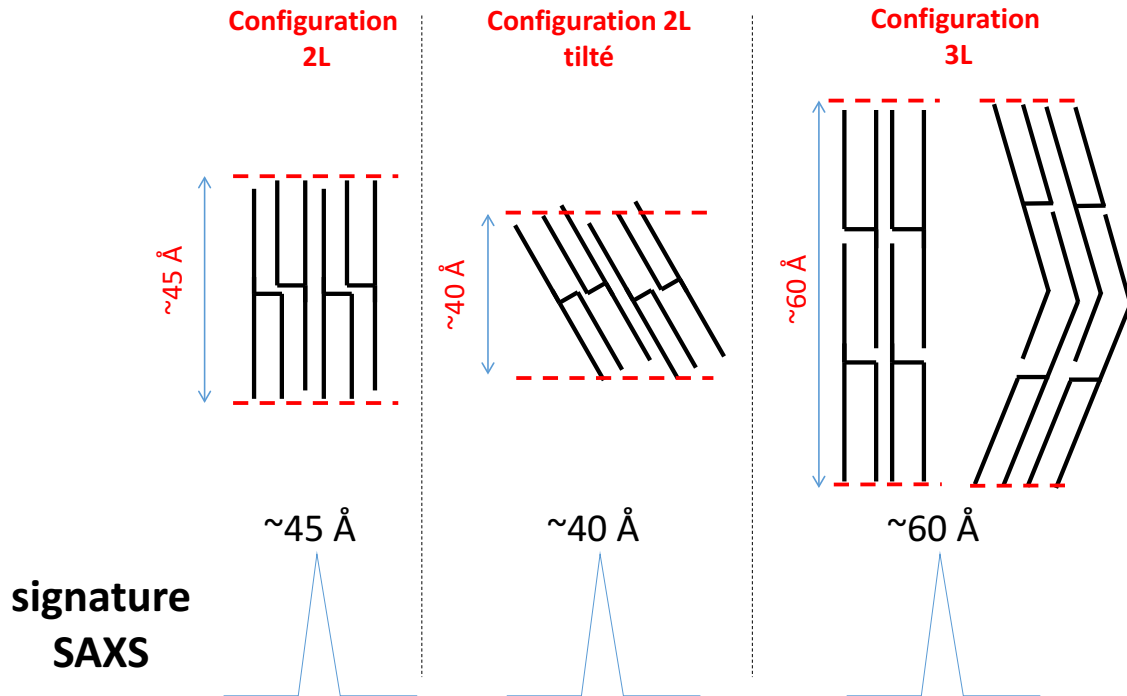 Configuration
2L
Configuration 2L
tilté
Configuration
3L
~45 Å
~40 Å
~60 Å
~45 Å
~40 Å
~60 Å
signature
SAXS